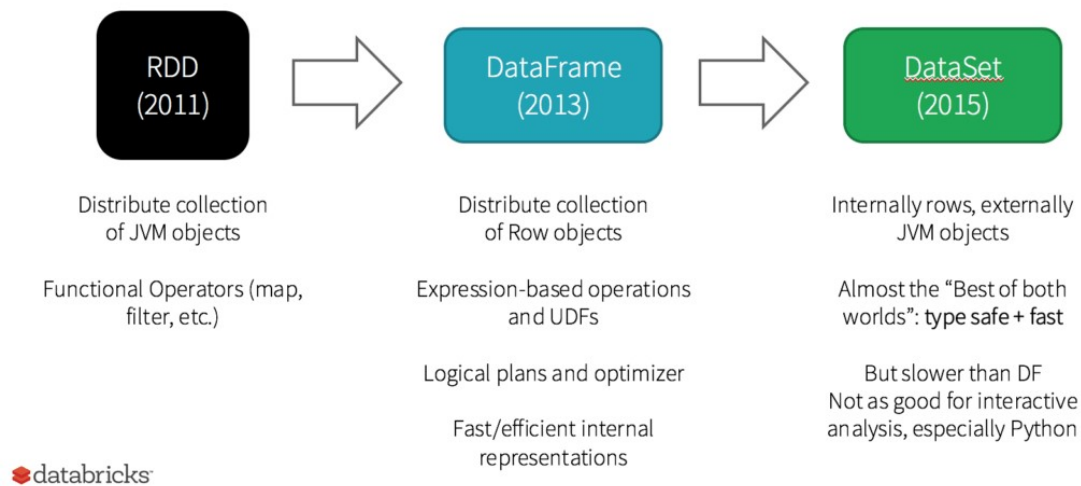 RDD
(2011)
DataFrame
(2013)
DataSet
(2015)
Distribute collection
of JVM objects
Functional Operators (map,
filter, etc.)
Distribute collection
of Row objects
Expression-based operations
and UDFs
Logical plans and optimizer
Fast/efficient internal
representations
Internally rows, externally
JVM objects
Almost the “Best of both
worlds”: type safe + fast
But slower than DF
Not as good for interactive
analysis, especially Python
databricks